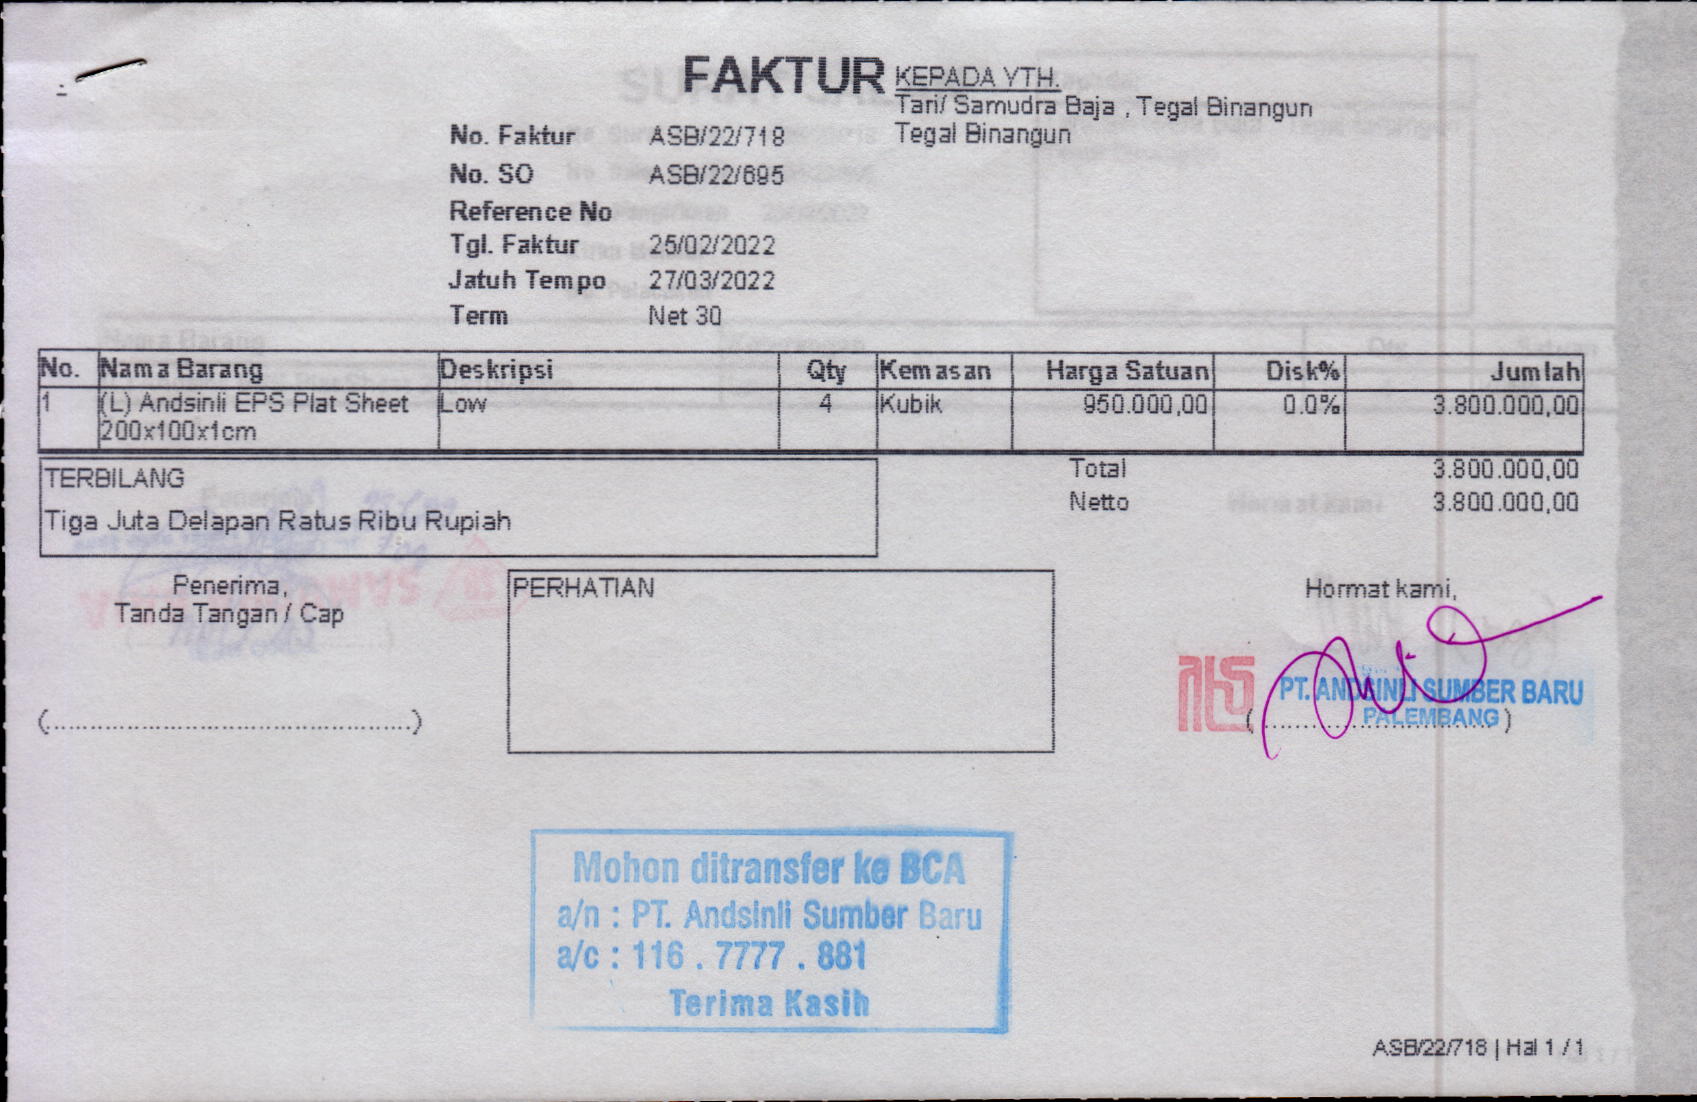 FAKTUR
KEPADA YTH.
Tari/ Samudra Baja , Tegal Binangun
Tegal Binangun
No. Faktur ASB/22/718
No. SO ASB/22/695
Reference No
Tgl. Faktur 25/02/2022
Jatuh Tempo 27/03/2022
Term Net 30
No. Nama Barang Deskripsi Qty Kemasan Harga Satuan Disk% Jumlah
1 (L) Andsinli EPS Plat Sheet Low 4 Kubik 950.000,00 0.0% 3.800.000,00
200x100x1cm
Total 3.800.000,00
Netto 3.800.000,00
TERBILANG
Tiga Juta Delapan Ratus Ribu Rupiah
Penerima,
Tanda Tangan / Cap
(............................................)
PERHATIAN
Hormat kami,
PT. ANDSINLI SUMBER BARU
PALEMBANG
Mohon ditransfer ke BCA
a/n : PT. Andsinli Sumber Baru
a/c : 116 . 7777 . 881
Terima Kasih
ASB/22/718 | Hal 1 / 1